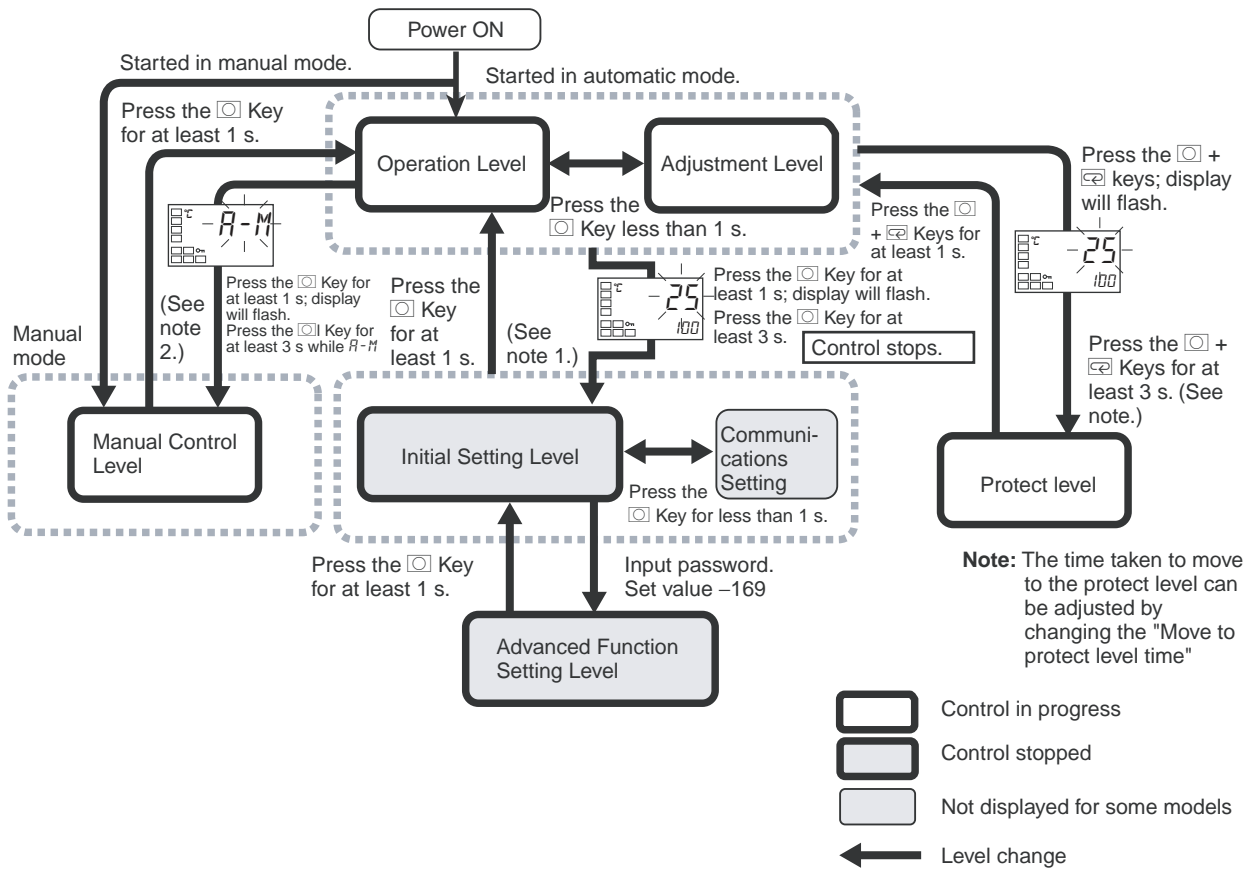 Power ON
Started in manual mode.
Started in automatic mode.
Press the Key
for at least 1 s.
Operation Level
Adjustment Level
Press the +
keys; display
will flash.
Press the
Key less than 1 s.
Press the
+ Keys for
at least 1 s.
°C
A-M
°C
25
100
°C
25
100
Press the Key for
at least 1 s; display
will flash.
Press the I Key for
at least 3 s while A-M
(See
note
2.)
Press the
Key
for at
least 1 s.
(See
note 1.)
Press the Key for at
least 1 s; display will flash.
Press the Key for at
least 3 s.
Control stops.
Press the +
Keys for at
least 3 s. (See
note.)
Manual
mode
Manual Control
Level
Initial Setting Level
Communi-
cations
Setting
Press the
Key for less than 1 s.
Protect level
Press the Key
for at least 1 s.
Input password.
Set value –169
Advanced Function
Setting Level
Note: The time taken to move
to the protect level can
be adjusted by
changing the "Move to
protect level time"
Control in progress
Control stopped
Not displayed for some models
Level change